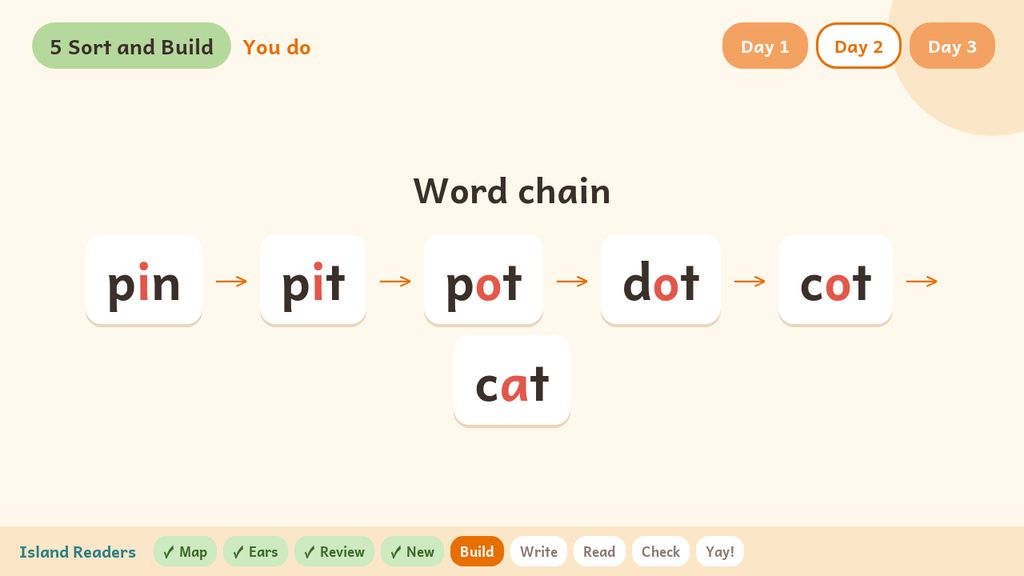 5 Sort and Build You do Day 1 Day 2 Day 3
Word chain
pin → pit → pot → dot → cot →
cat
Island Readers ✓ Map ✓ Ears ✓ Review ✓ New Build Write Read Check Yay!